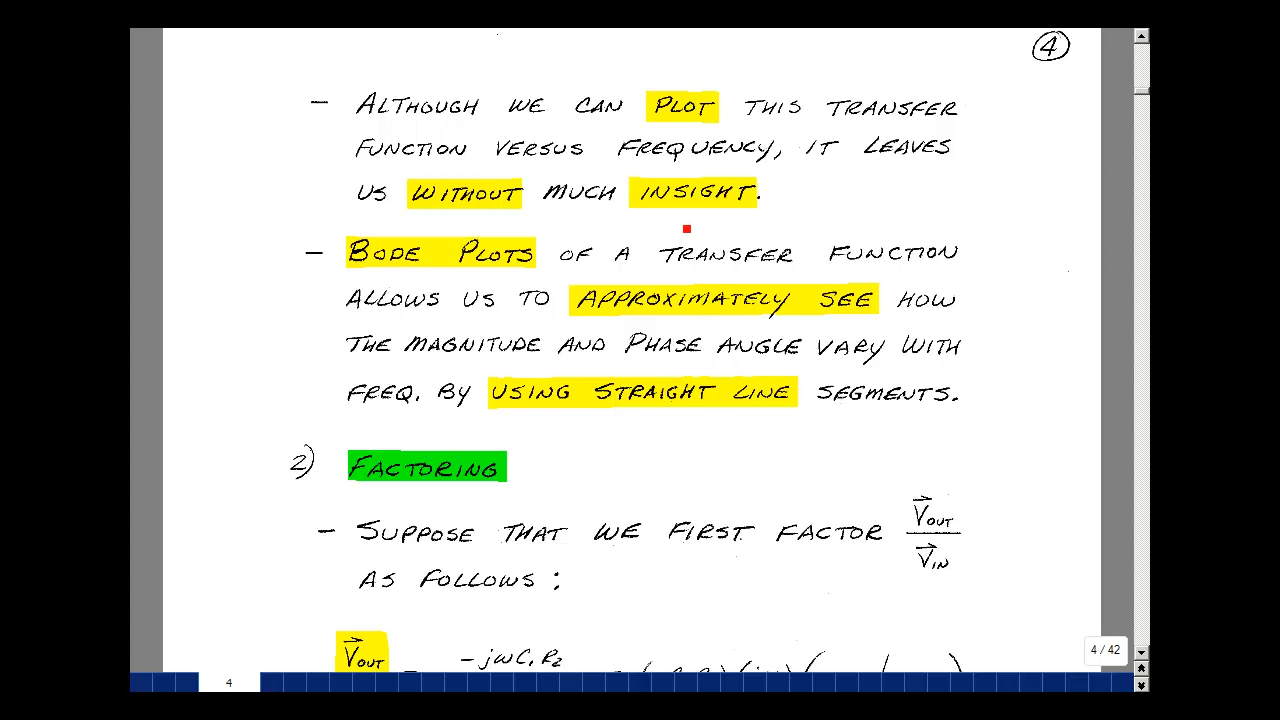 4
- ALTHOUGH WE CAN PLOT THIS TRANSFER
FUNCTION VERSUS FREQUENCY, IT LEAVES
US WITHOUT MUCH INSIGHT.
- BODE PLOTS OF A TRANSFER FUNCTION
ALLOWS US TO APPROXIMATELY SEE HOW
THE MAGNITUDE AND PHASE ANGLE VARY WITH
FREQ. BY USING STRAIGHT LINE SEGMENTS.
2) FACTORING
- SUPPOSE THAT WE FIRST FACTOR V⃗OUT / V⃗IN
AS FOLLOWS:
V⃗OUT -jωC₁R₂
4 / 42
4